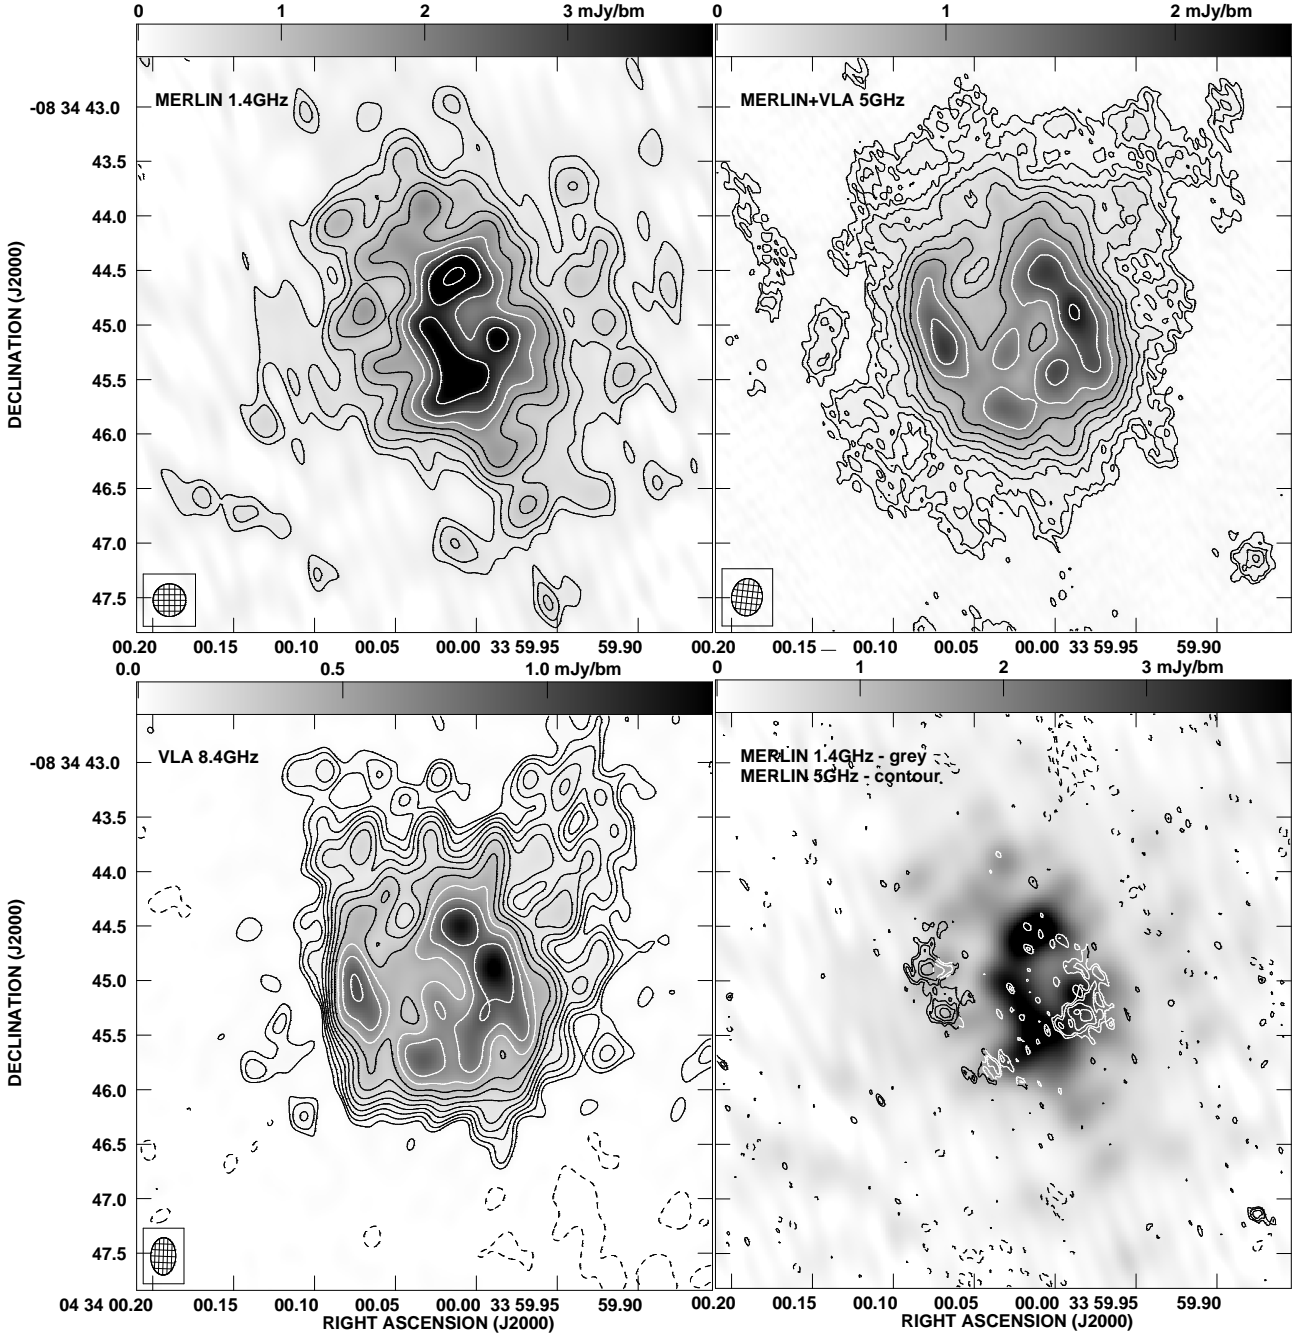 0 1 2 3 mJy/bm
0 1 2 mJy/bm
MERLIN 1.4GHz
MERLIN+VLA 5GHz
-08 34 43.0
43.5
44.0
44.5
45.0
45.5
46.0
46.5
47.0
47.5
DECLINATION (J2000)
00.20 00.15 00.10 00.05 00.00 33 59.95 59.90
00.20 00.15 00.10 00.05 00.00 33 59.95 59.90
0.0 0.5 1.0 mJy/bm
0 1 2 3 mJy/bm
VLA 8.4GHz
MERLIN 1.4GHz - grey
MERLIN 5GHz - contour
-08 34 43.0
43.5
44.0
44.5
45.0
45.5
46.0
46.5
47.0
47.5
DECLINATION (J2000)
04 34 00.20 00.15 00.10 00.05 00.00 33 59.95 59.90
00.20 00.15 00.10 00.05 00.00 33 59.95 59.90
RIGHT ASCENSION (J2000)
RIGHT ASCENSION (J2000)